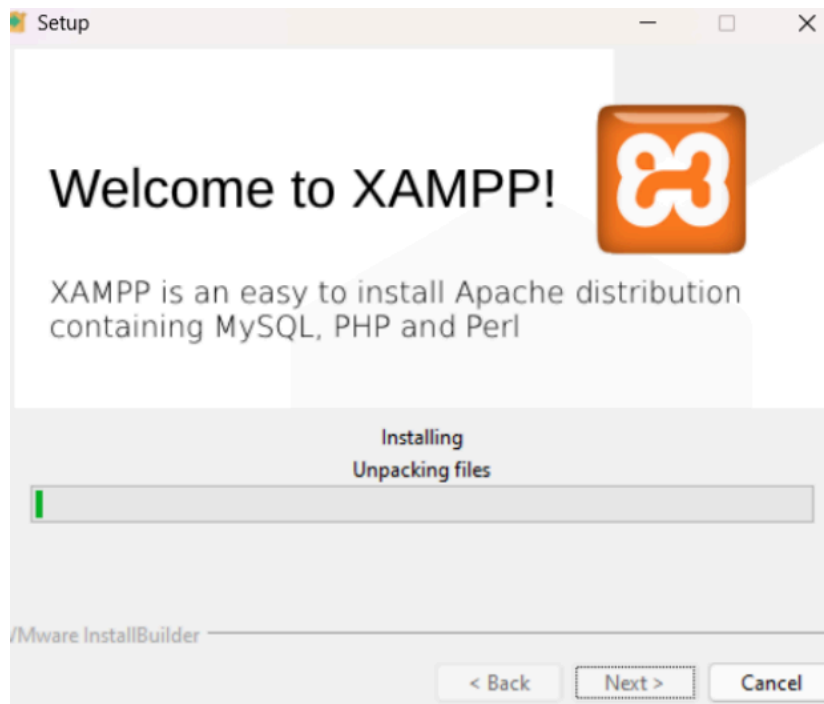 Setup
Welcome to XAMPP!
XAMPP is an easy to install Apache distribution
containing MySQL, PHP and Perl
Installing
Unpacking files
VMware InstallBuilder
< Back
Next >
Cancel